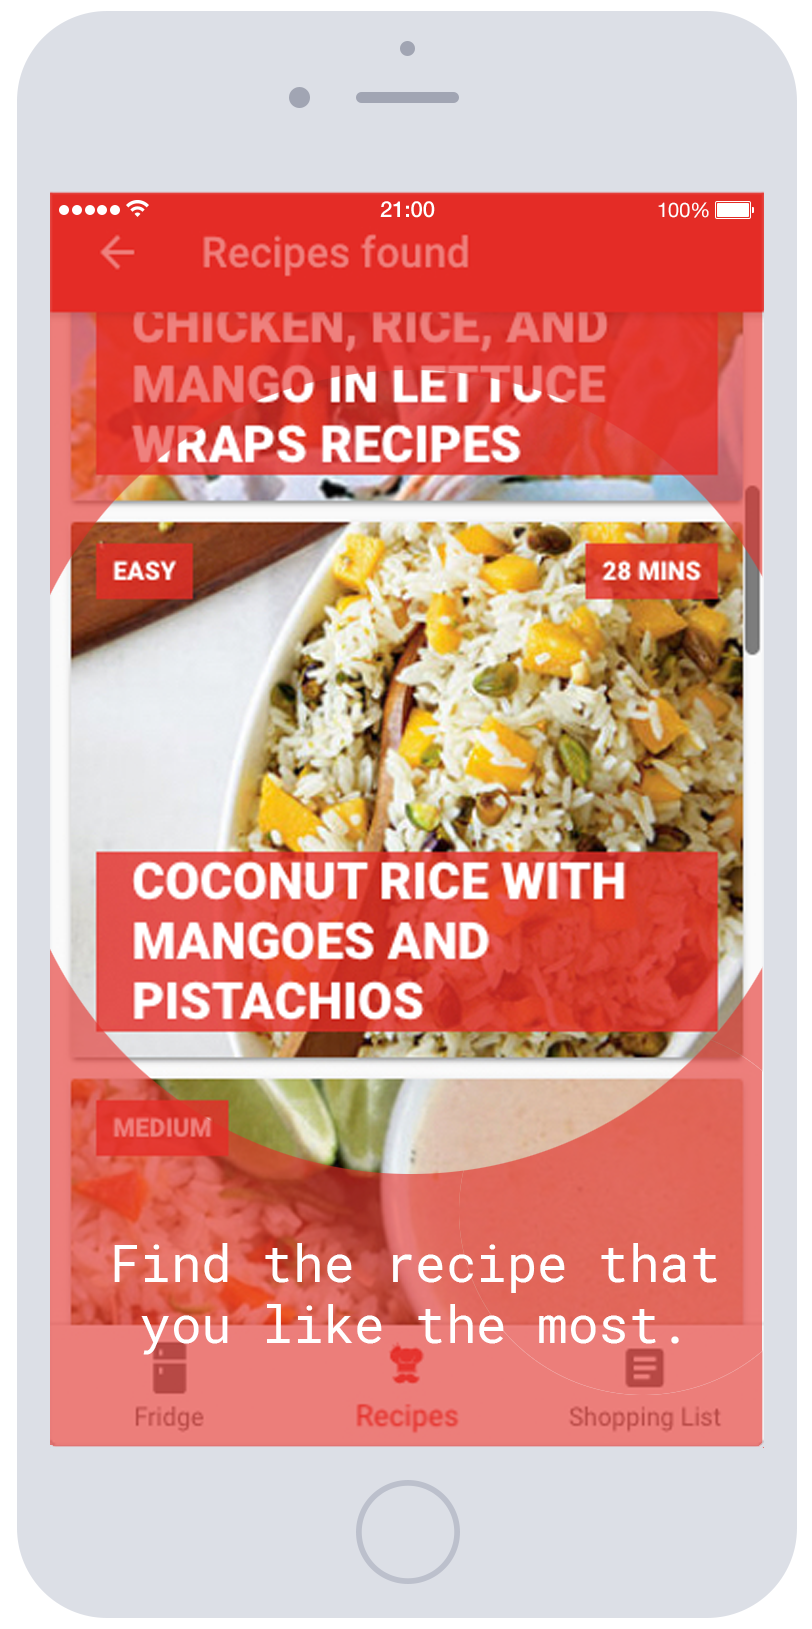 21:00
100%
Recipes found
CHICKEN, RICE, AND
MANGO IN LETTUCE
WRAPS RECIPES
EASY
28 MINS
COCONUT RICE WITH
MANGOES AND
PISTACHIOS
MEDIUM
Find the recipe that
you like the most.
Fridge
Recipes
Shopping List